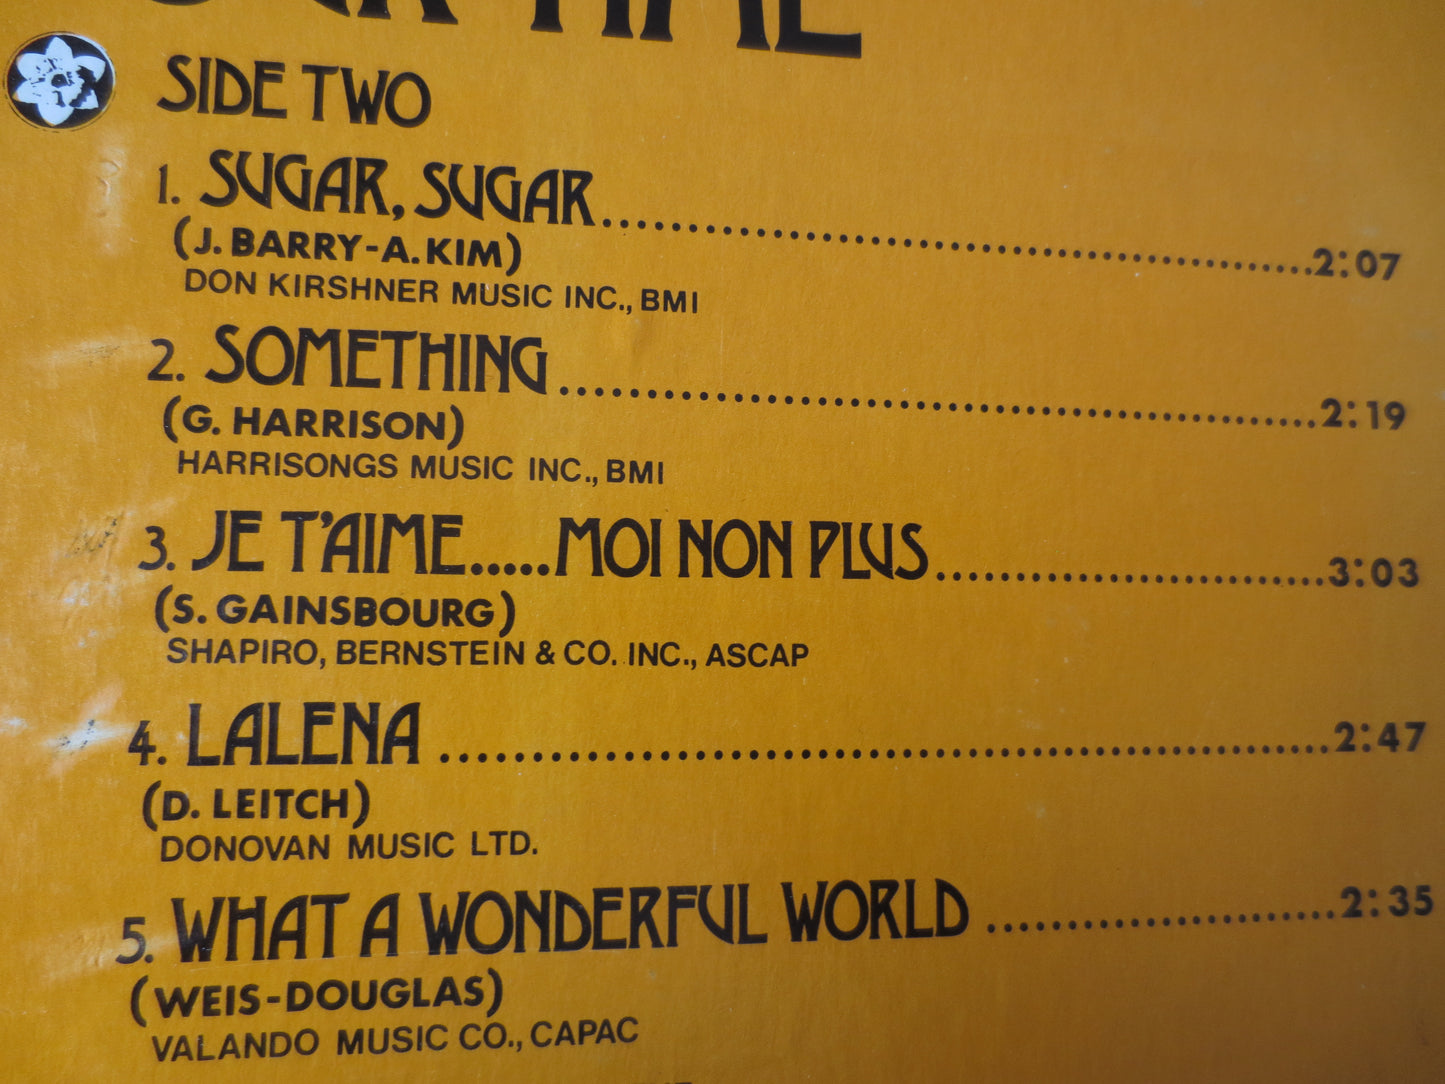 SIDE TWO
1. SUGAR, SUGAR..........2:07
(J. BARRY-A. KIM)
DON KIRSHNER MUSIC INC., BMI
2. SOMETHING..........2:19
(G. HARRISON)
HARRISONGS MUSIC INC., BMI
3. JE T'AIME.....MOI NON PLUS..........3:03
(S. GAINSBOURG)
SHAPIRO, BERNSTEIN & CO. INC., ASCAP
4. LALENA..........2:47
(D. LEITCH)
DONOVAN MUSIC LTD.
5. WHAT A WONDERFUL WORLD..........2:35
(WEIS-DOUGLAS)
VALANDO MUSIC CO., CAPAC